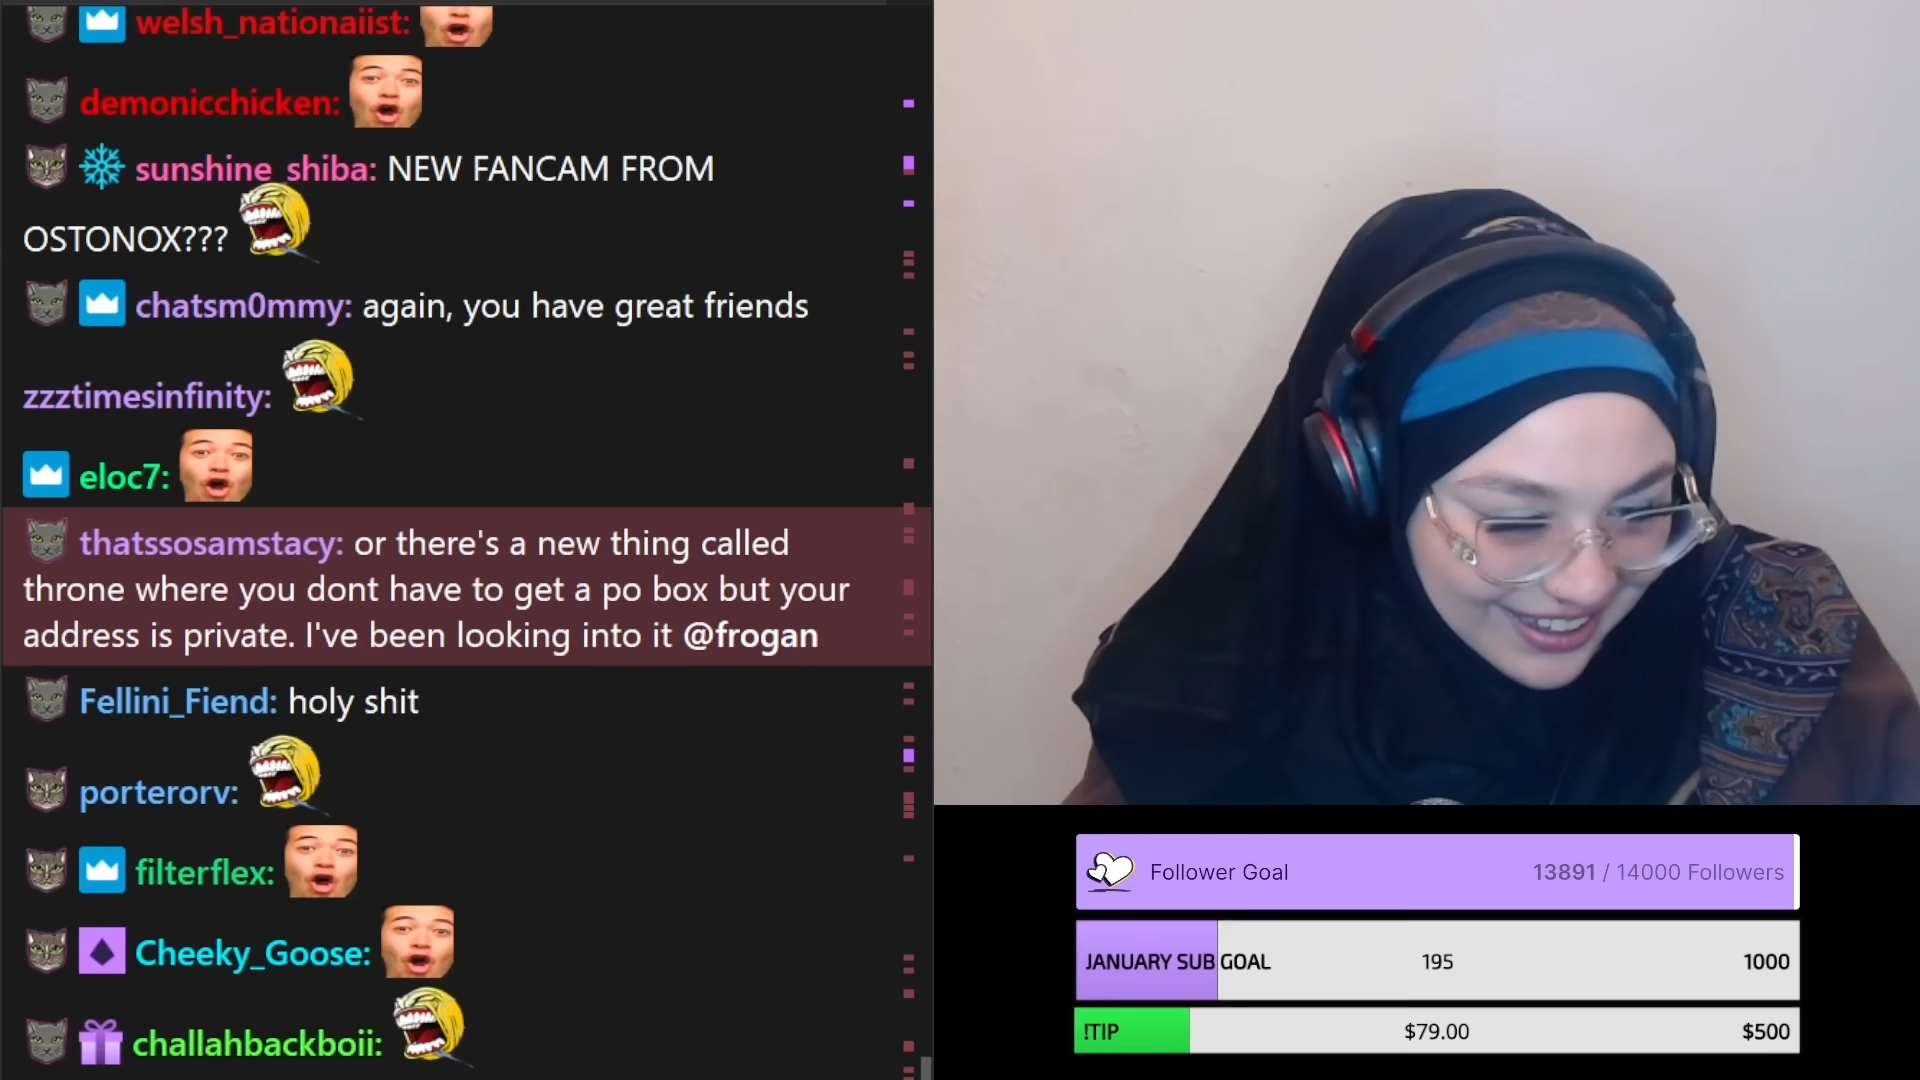 welsh_nationaiist:
demonicchicken:
sunshine_shiba: NEW FANCAM FROM
OSTONOX???
chatsm0mmy: again, you have great friends
zzztimesinfinity:
eloc7:
thatssosamstacy: or there's a new thing called
throne where you dont have to get a po box but your
address is private. I've been looking into it @frogan
Fellini_Fiend: holy shit
porterorv:
filterflex:
Cheeky_Goose:
challahbackboii:
Follower Goal 13891 / 14000 Followers
JANUARY SUB GOAL 195 1000
!TIP $79.00 $500